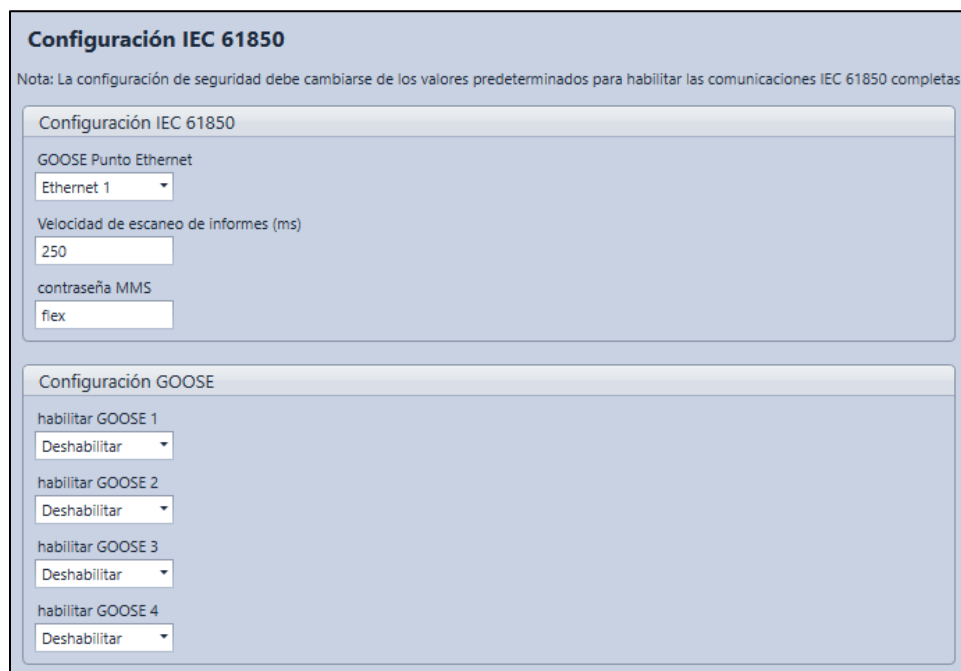 Configuración IEC 61850
Nota: La configuración de seguridad debe cambiarse de los valores predeterminados para habilitar las comunicaciones IEC 61850 completas
Configuración IEC 61850
GOOSE Punto Ethernet
Ethernet 1
Velocidad de escaneo de informes (ms)
250
contraseña MMS
flex
Configuración GOOSE
habilitar GOOSE 1
Deshabilitar
habilitar GOOSE 2
Deshabilitar
habilitar GOOSE 3
Deshabilitar
habilitar GOOSE 4
Deshabilitar